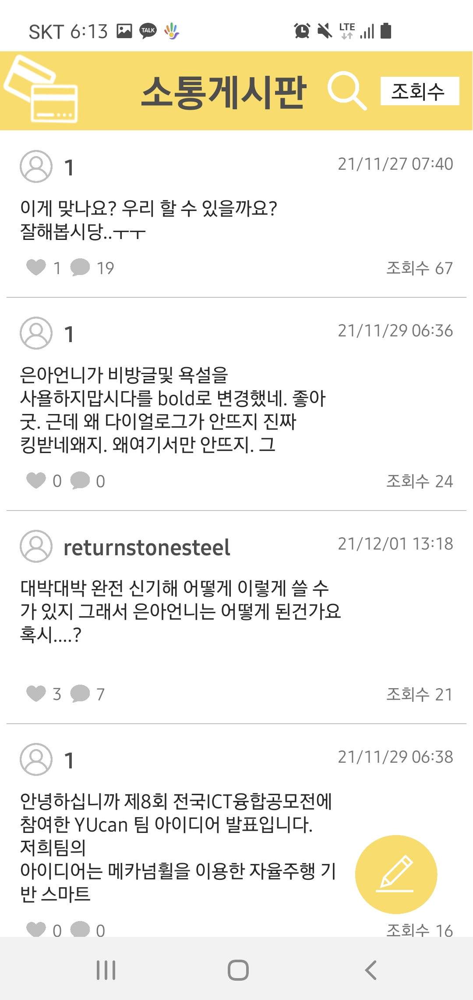 SKT 6:13 TALK LTE
소통게시판 조회수
1 21/11/27 07:40
이게 맞나요? 우리 할 수 있을까요?
잘해봅시당..ㅜㅜ
1 19 조회수 67
1 21/11/29 06:36
은아언니가 비방글및 욕설을
사욜하지맙시다를 bold로 변경했네. 좋아
굿. 근데 왜 다이얼로그가 안뜨지 진짜
킹받네왜지. 왜여기서만 안뜨지. 그
0 0 조회수 24
returnstonesteel 21/12/01 13:18
대박대박 완전 신기해 어떻게 이렇게 쓸 수
가 있지 그래서 은아언니는 어떻게 된건가요
혹시....?
3 7 조회수 21
1 21/11/29 06:38
안녕하십니까 제8회 전국ICT융합공모전에
참여한 YUcan 팀 아이디어 발표입니다.
저희팀의
아이디어는 메카넘휠을 이용한 자율주행 기
반 스마트
0 0 조회수 16